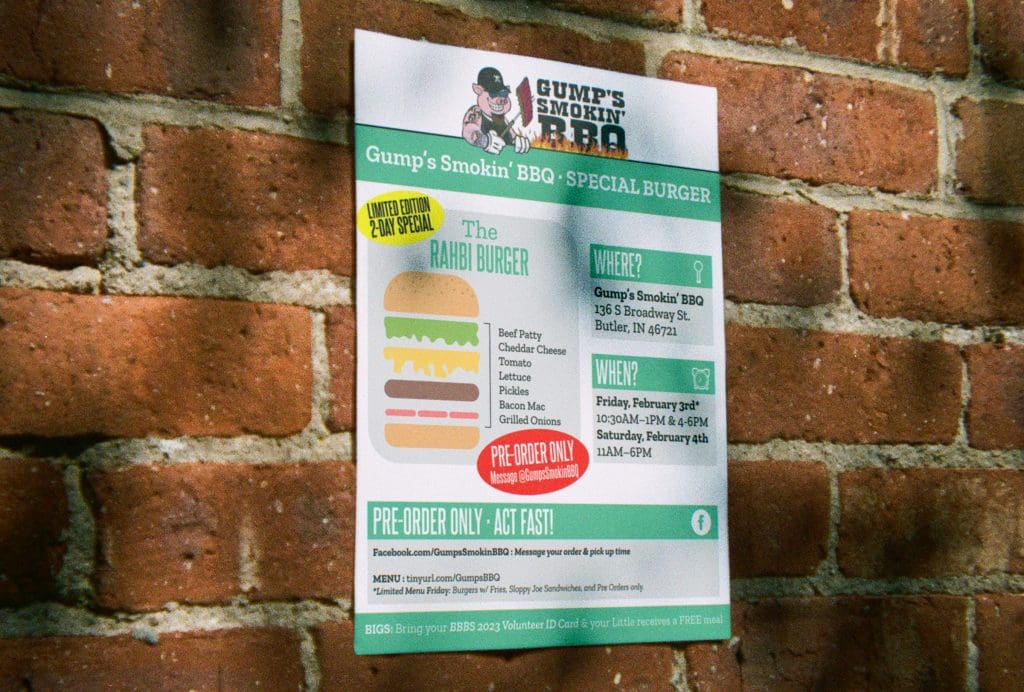 GUMP'S
SMOKIN'
BBQ
Gump's Smokin' BBQ · SPECIAL BURGER
LIMITED EDITION
2-DAY SPECIAL
The
RAHBI BURGER
Beef Patty
Cheddar Cheese
Tomato
Lettuce
Pickles
Bacon Mac
Grilled Onions
PRE-ORDER ONLY
Message @GumpsSmokinBBQ
WHERE?
Gump's Smokin' BBQ
136 S Broadway St.
Butler, IN 46721
WHEN?
Friday, February 3rd*
10:30AM–1PM & 4-6PM
Saturday, February 4th
11AM–6PM
PRE-ORDER ONLY · ACT FAST!
f
Facebook.com/GumpsSmokinBBQ : Message your order & pick up time
MENU : tinyurl.com/GumpsBBQ
*Limited Menu Friday: Burgers w/ Fries, Sloppy Joe Sandwiches, and Pre Orders only.
BIGS: Bring your BBBS 2023 Volunteer ID Card & your Little receives a FREE meal